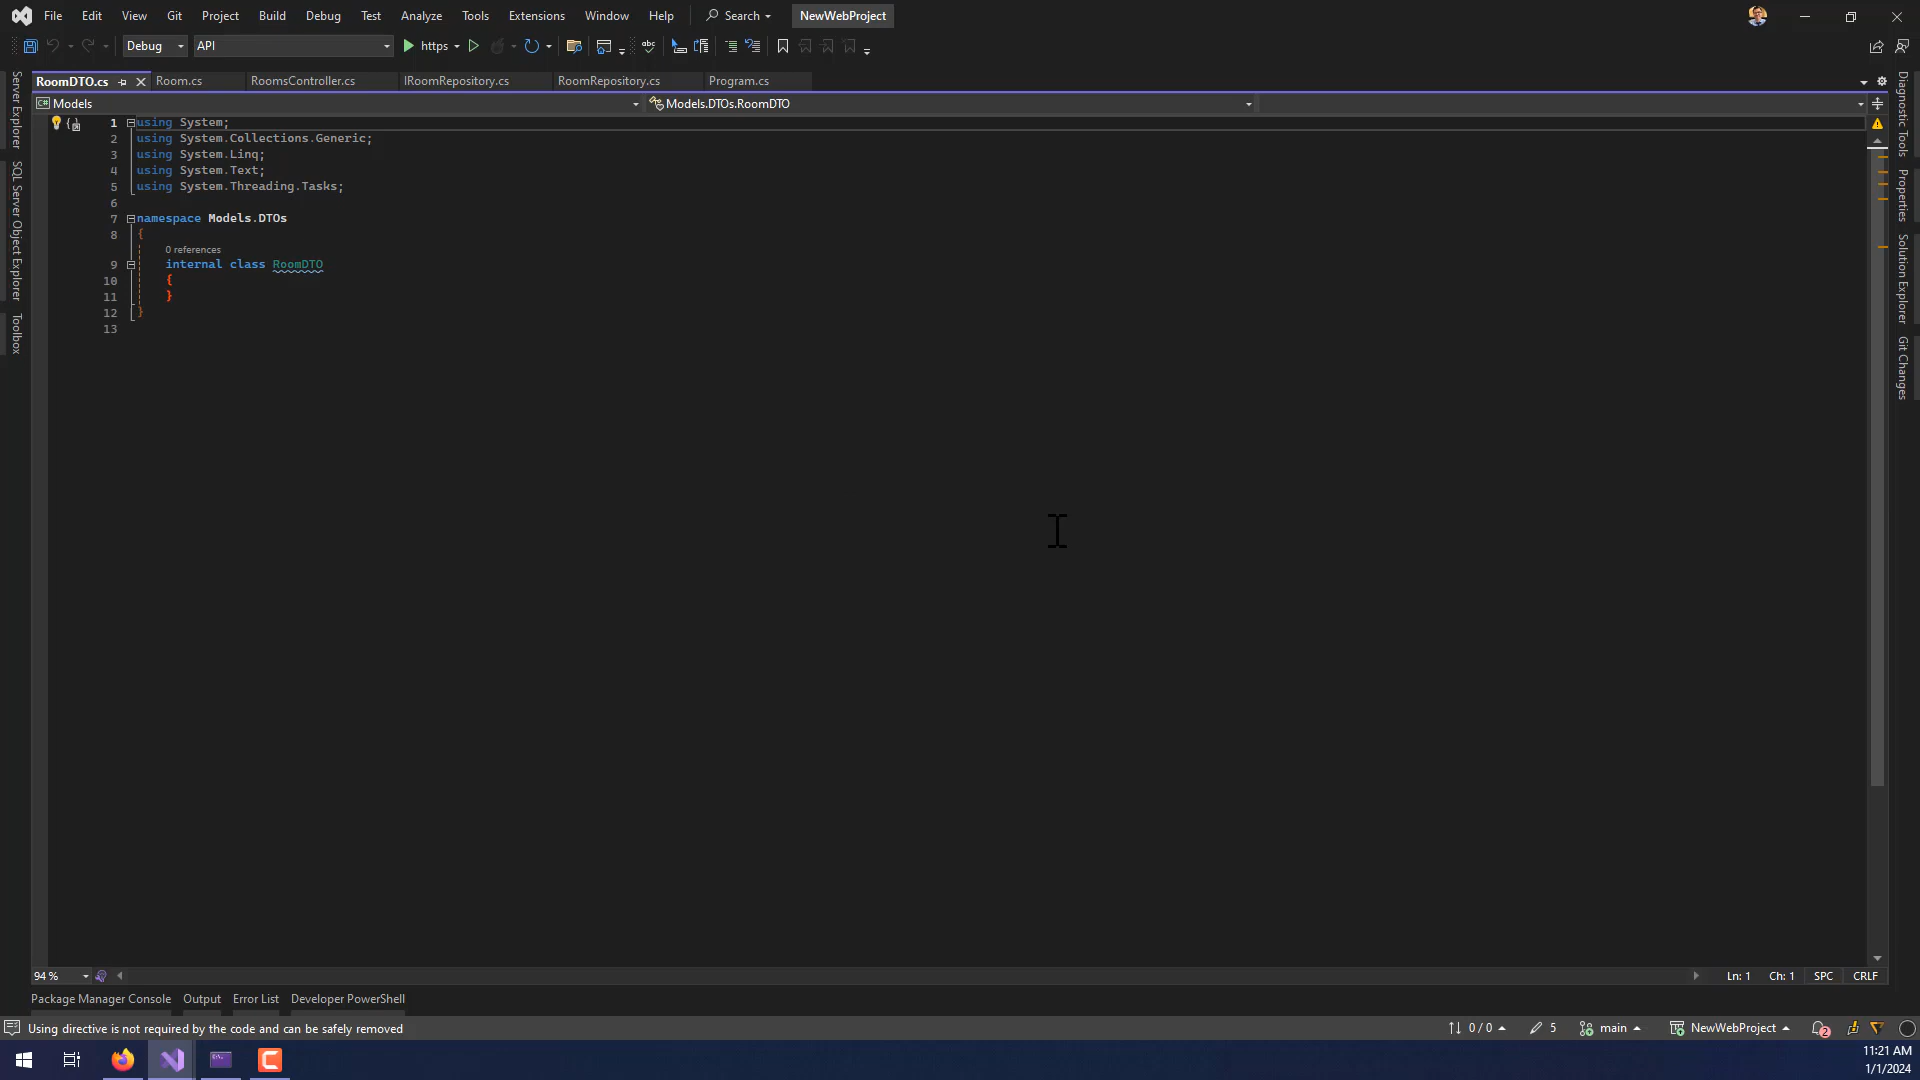 File Edit View Git Project Build Debug Test Analyze Tools Extensions Window Help Search NewWebProject
Debug API https
RoomDTO.cs Room.cs RoomsController.cs IRoomRepository.cs RoomRepository.cs Program.cs
Models Models.DTOs.RoomDTO
1 using System;
2 using System.Collections.Generic;
3 using System.Linq;
4 using System.Text;
5 using System.Threading.Tasks;
6
7 namespace Models.DTOs
8 {
0 references
9 internal class RoomDTO
10 {
11 }
12 }
13
Server Explorer
SQL Server Object Explorer
Toolbox
Diagnostic Tools
Properties
Solution Explorer
Git Changes
94 % Ln: 1 Ch: 1 SPC CRLF
Package Manager Console Output Error List Developer PowerShell
Using directive is not required by the code and can be safely removed 0 / 0 5 main NewWebProject 2
11:21 AM
1/1/2024